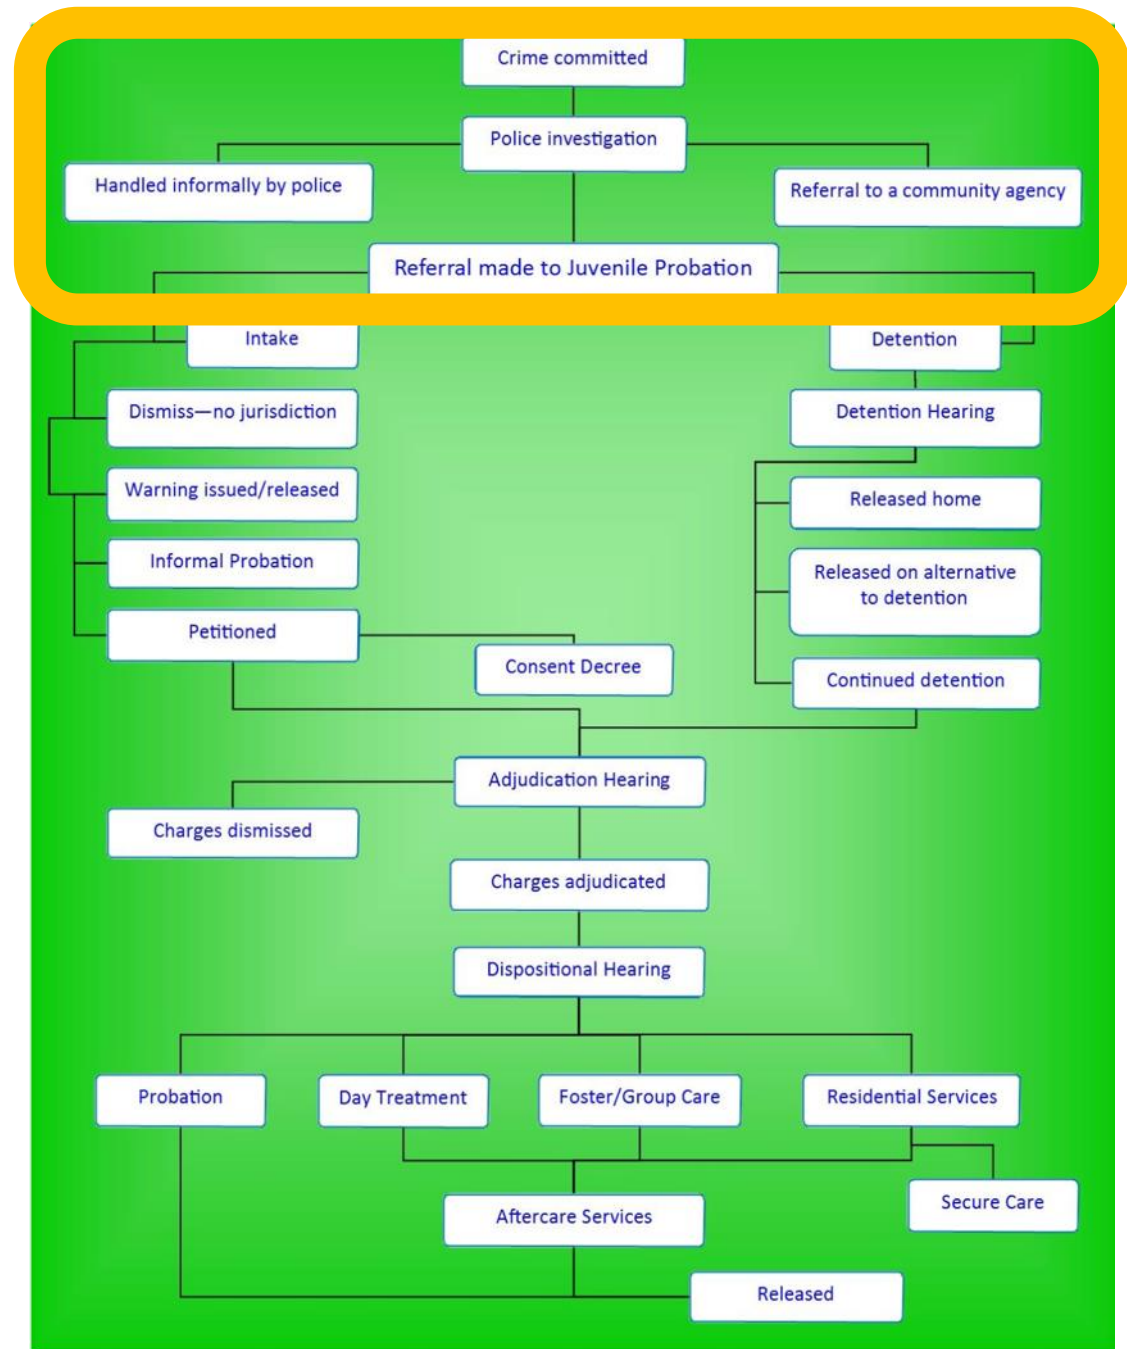 Crime committed
Police investigation
Handled informally by police
Referral to a community agency
Referral made to Juvenile Probation
Intake
Detention
Dismiss—no jurisdiction
Detention Hearing
Warning issued/released
Released home
Informal Probation
Released on alternative
to detention
Petitioned
Consent Decree
Continued detention
Adjudication Hearing
Charges dismissed
Charges adjudicated
Dispositional Hearing
Probation
Day Treatment
Foster/Group Care
Residential Services
Secure Care
Aftercare Services
Released